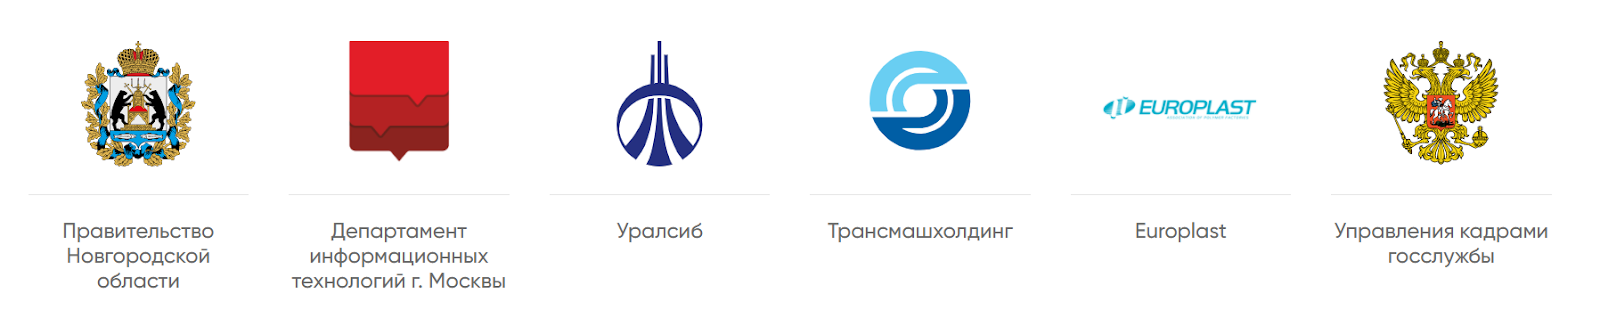 EUROPLAST
Правительство
Новгородской
области
Департамент
информационных
технологий г. Москвы
Уралсиб
Трансмашхолдинг
Europlast
Управления кадрами
госслужбы